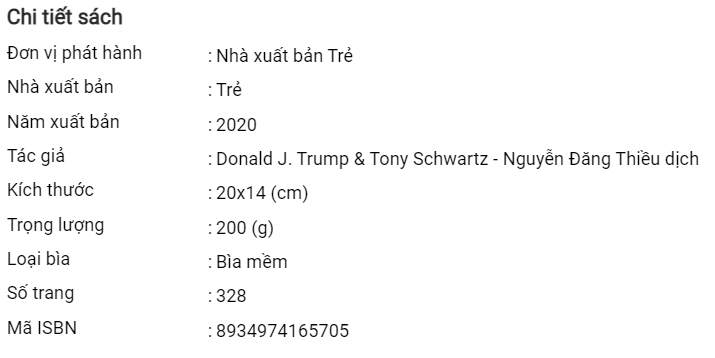 Chi tiết sách
Đơn vị phát hành : Nhà xuất bản Trẻ
Nhà xuất bản : Trẻ
Năm xuất bản : 2020
Tác giả : Donald J. Trump & Tony Schwartz - Nguyễn Đăng Thiều dịch
Kích thước : 20x14 (cm)
Trọng lượng : 200 (g)
Loại bìa : Bìa mềm
Số trang : 328
Mã ISBN : 8934974165705